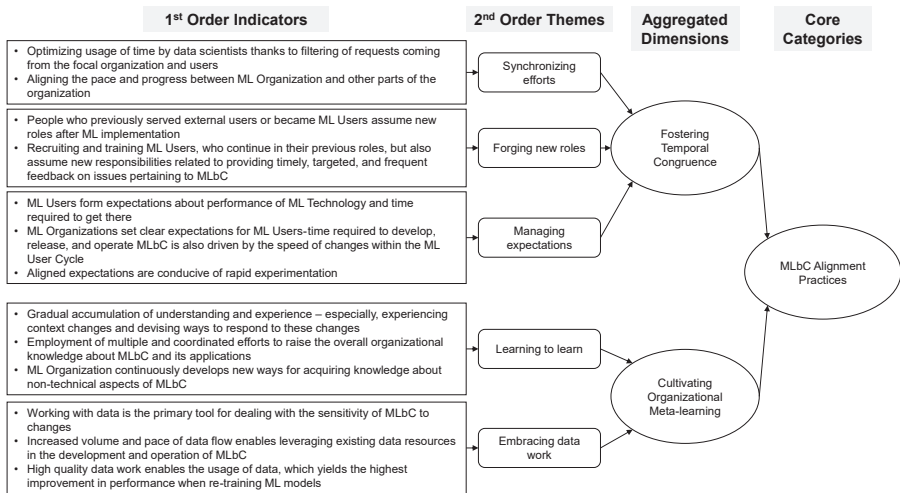 1st Order Indicators
2nd Order Themes
Aggregated
Dimensions
Core
Categories
• Optimizing usage of time by data scientists thanks to filtering of requests coming
from the focal organization and users
• Aligning the pace and progress between ML Organization and other parts of the
organization
Synchronizing
efforts
• People who previously served external users or became ML Users assume new
roles after ML implementation
• Recruiting and training ML Users, who continue in their previous roles, but also
assume new responsibilities related to providing timely, targeted, and frequent
feedback on issues pertaining to MLbC
Forging new roles
Fostering
Temporal
Congruence
• ML Users form expectations about performance of ML Technology and time
required to get there
• ML Organizations set clear expectations for ML Users-time required to develop,
release, and operate MLbC is also driven by the speed of changes within the ML
User Cycle
• Aligned expectations are conducive of rapid experimentation
Managing
expectations
MLbC Alignment
Practices
• Gradual accumulation of understanding and experience – especially, experiencing
context changes and devising ways to respond to these changes
• Employment of multiple and coordinated efforts to raise the overall organizational
knowledge about MLbC and its applications
• ML Organization continuously develops new ways for acquiring knowledge about
non-technical aspects of MLbC
Learning to learn
Cultivating
Organizational
Meta-learning
• Working with data is the primary tool for dealing with the sensitivity of MLbC to
changes
• Increased volume and pace of data flow enables leveraging existing data resources
in the development and operation of MLbC
• High quality data work enables the usage of data, which yields the highest
improvement in performance when re-training ML models
Embracing data
work